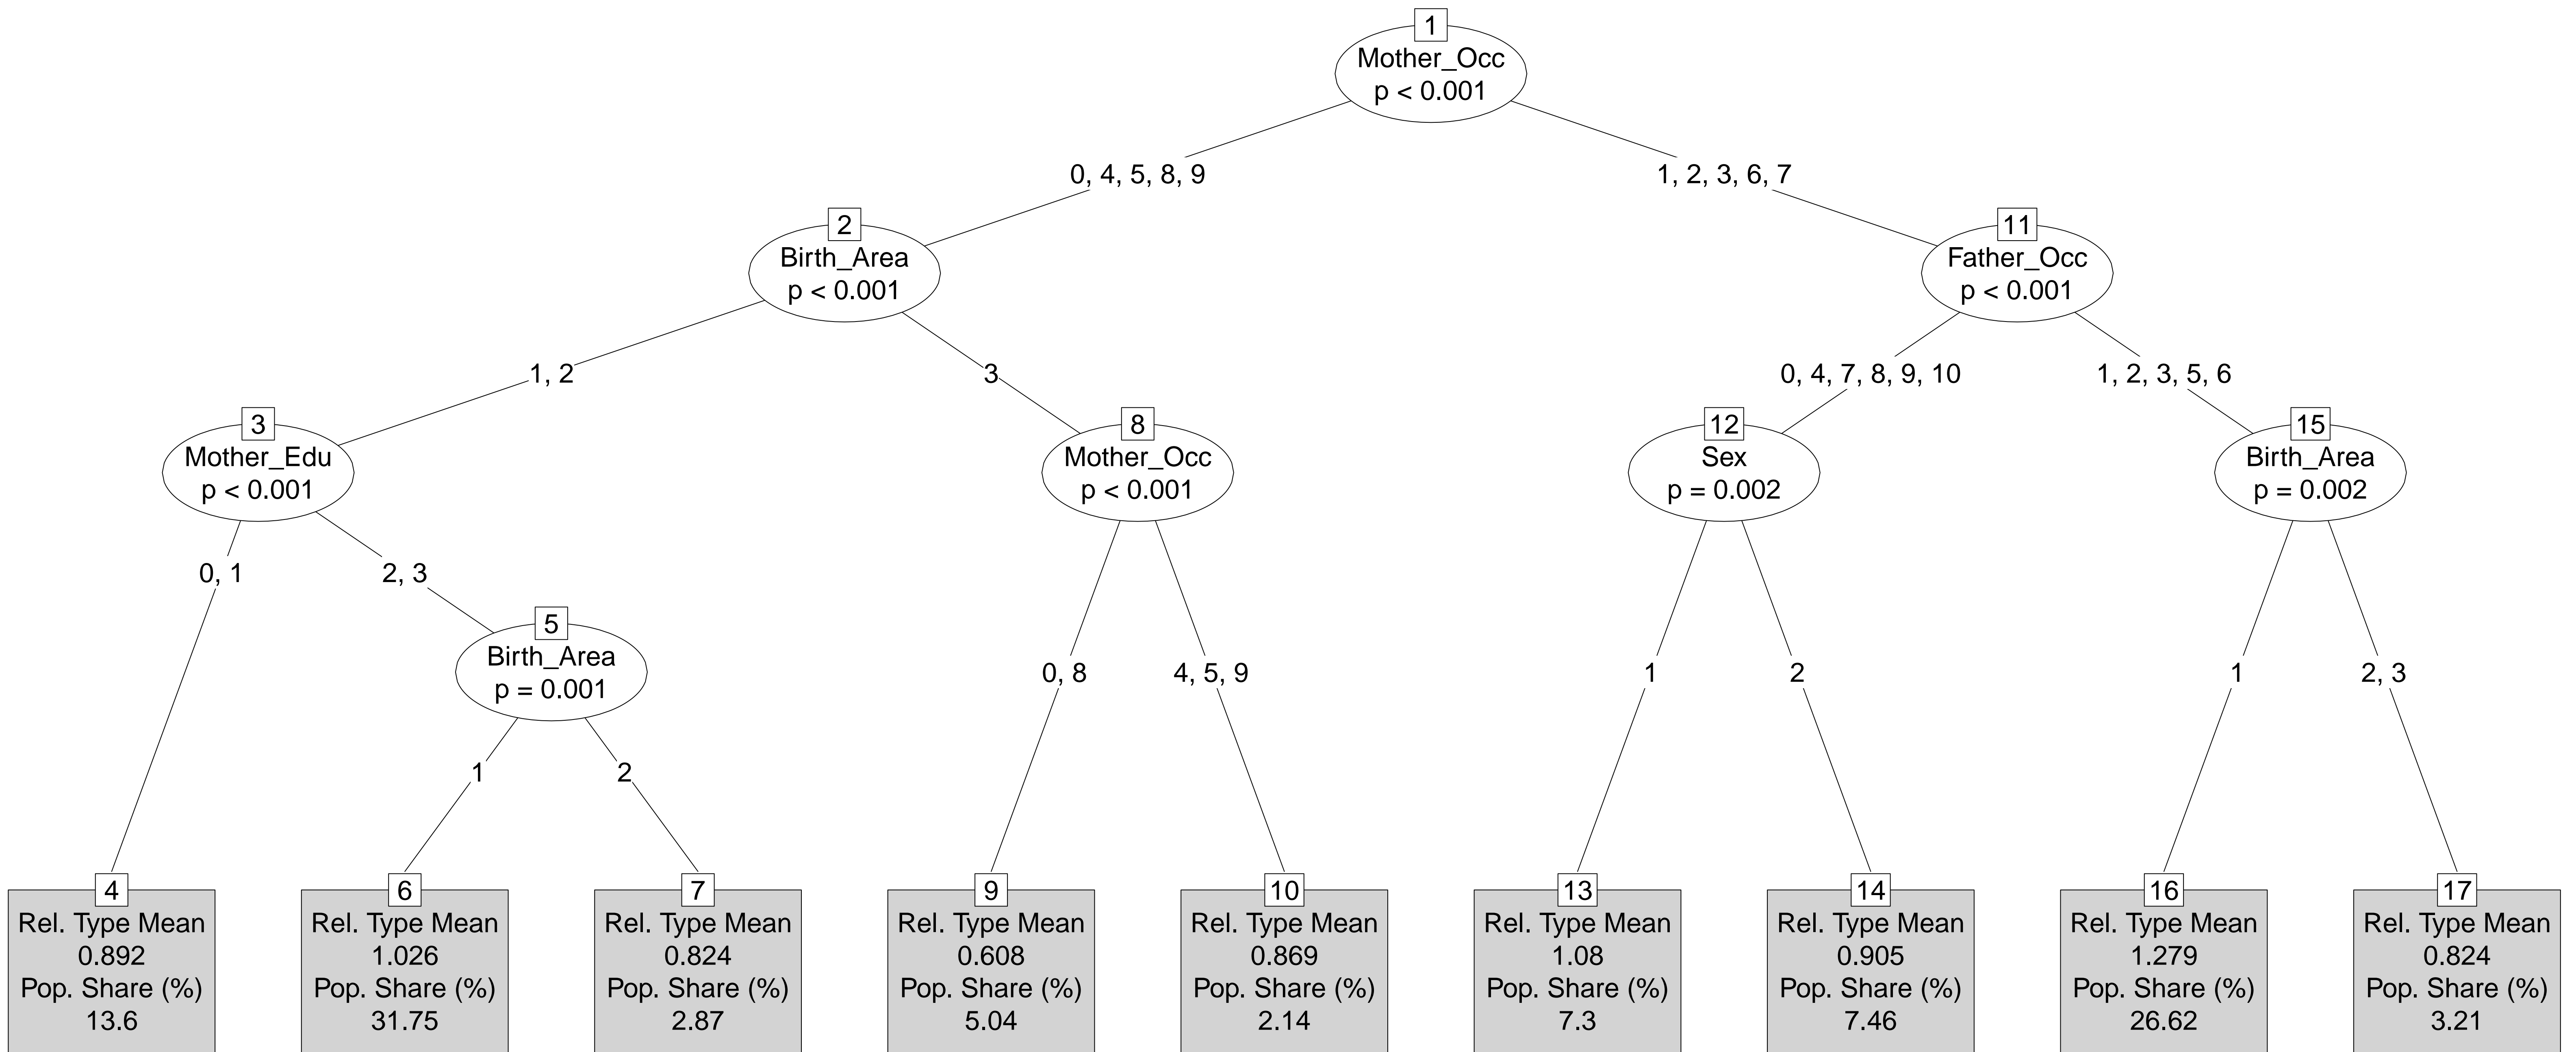 1
Mother_Occ
p < 0.001
0, 4, 5, 8, 9
1, 2, 3, 6, 7
2
Birth_Area
p < 0.001
11
Father_Occ
p < 0.001
1, 2
3
0, 4, 7, 8, 9, 10
1, 2, 3, 5, 6
3
Mother_Edu
p < 0.001
8
Mother_Occ
p < 0.001
12
Sex
p = 0.002
15
Birth_Area
p = 0.002
0, 1
2, 3
5
Birth_Area
p = 0.001
0, 8
4, 5, 9
1
2
1
2, 3
1
2
4
Rel. Type Mean
0.892
Pop. Share (%)
13.6
6
Rel. Type Mean
1.026
Pop. Share (%)
31.75
7
Rel. Type Mean
0.824
Pop. Share (%)
2.87
9
Rel. Type Mean
0.608
Pop. Share (%)
5.04
10
Rel. Type Mean
0.869
Pop. Share (%)
2.14
13
Rel. Type Mean
1.08
Pop. Share (%)
7.3
14
Rel. Type Mean
0.905
Pop. Share (%)
7.46
16
Rel. Type Mean
1.279
Pop. Share (%)
26.62
17
Rel. Type Mean
0.824
Pop. Share (%)
3.21